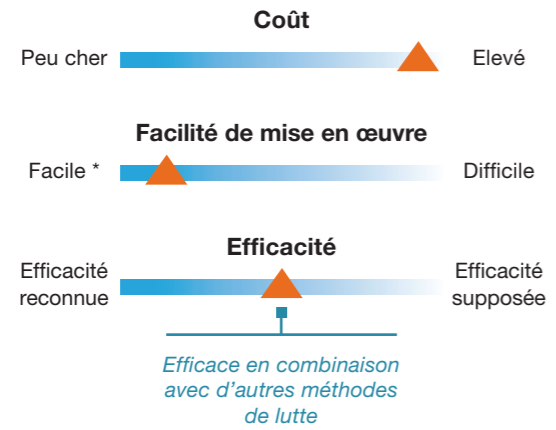 Coût
Peu cher
Elevé
Facilité de mise en œuvre
Facile *
Difficile
Efficacité
Efficacité
reconnue
Efficacité
supposée
Efficace en combinaison
avec d'autres méthodes
de lutte